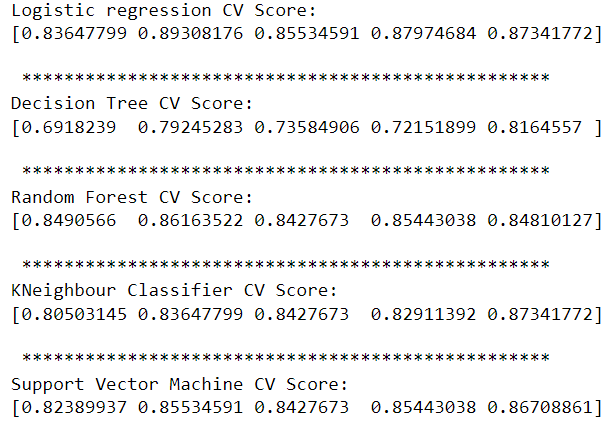 Logistic regression CV Score:
[0.83647799 0.89308176 0.85534591 0.87974684 0.87341772]
**************************************************
Decision Tree CV Score:
[0.6918239  0.79245283 0.73584906 0.72151899 0.8164557 ]
**************************************************
Random Forest CV Score:
[0.8490566  0.86163522 0.8427673  0.85443038 0.84810127]
**************************************************
KNeighbour Classifier CV Score:
[0.80503145 0.83647799 0.8427673  0.82911392 0.87341772]
**************************************************
Support Vector Machine CV Score:
[0.82389937 0.85534591 0.8427673  0.85443038 0.86708861]